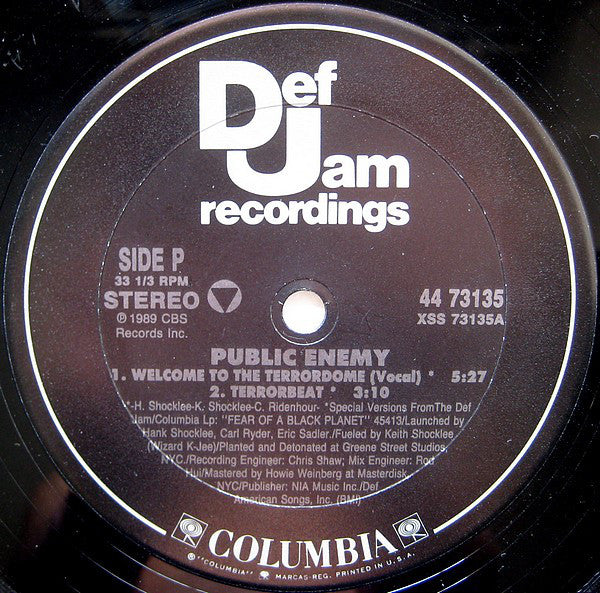 Def
Jam
recordings
SIDE P
33 1/3 RPM
STEREO
℗ 1989 CBS
Records Inc.
44 73135
XSS 73135A
PUBLIC ENEMY
1. WELCOME TO THE TERRORDOME (Vocal) * 5:27
2. TERRORBEAT * 3:10
*-H. Shocklee-K. Shocklee-C. Ridenhour- *Special Versions FromThe Def
Jam/Columbia Lp: "FEAR OF A BLACK PLANET" 45413/Launched by
Hank Shocklee, Carl Ryder, Eric Sadler./Fueled by Keith Shocklee
(Wizard K-Jee)/Planted and Detonated at Greene Street Studios,
NYC./Recording Engineer: Chris Shaw; Mix Engineer: Rod
Hui/Mastered by Howie Weinberg at Masterdisk,
NYC/Publisher: NIA Music Inc./Def
American Songs, Inc. (BMI)
COLUMBIA
® "COLUMBIA" MARCAS REG. PRINTED IN U.S.A.